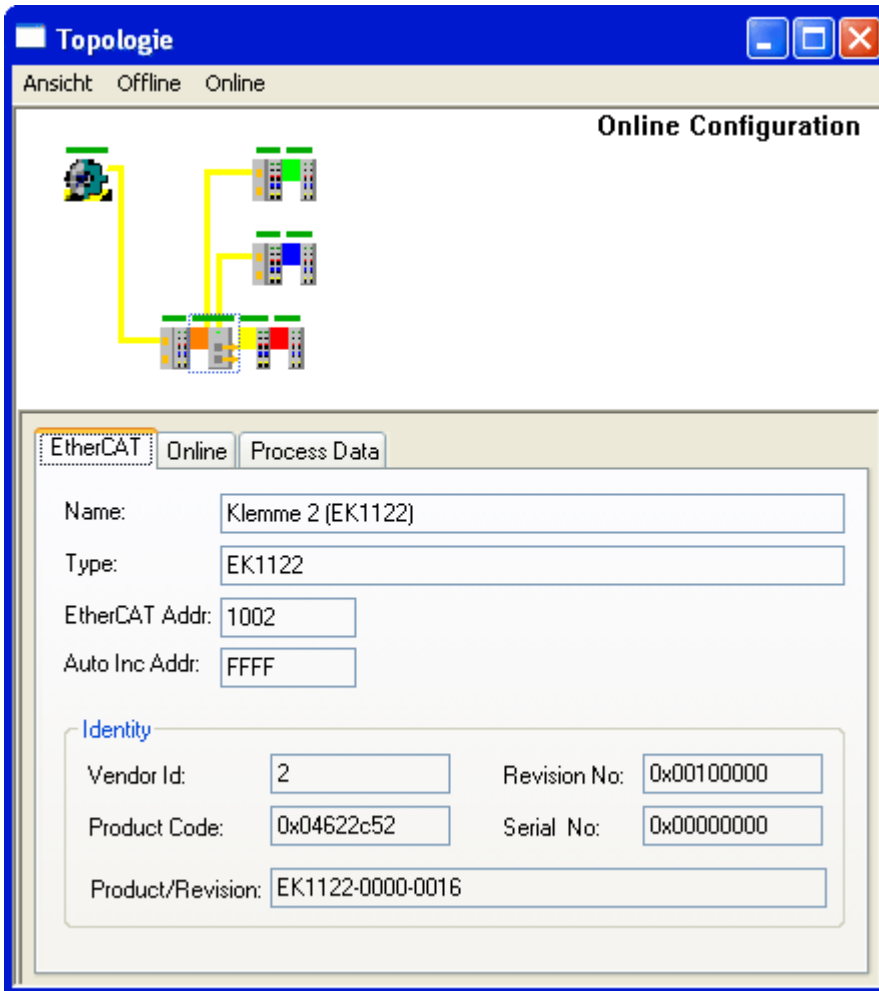 Topologie
Ansicht Offline Online
Online Configuration
EtherCAT Online Process Data
Name: Klemme 2 (EK1122)
Type: EK1122
EtherCAT Addr: 1002
Auto Inc Addr: FFFF
Identity
Vendor Id: 2 Revision No: 0x00100000
Product Code: 0x04622c52 Serial No: 0x00000000
Product/Revision: EK1122-0000-0016